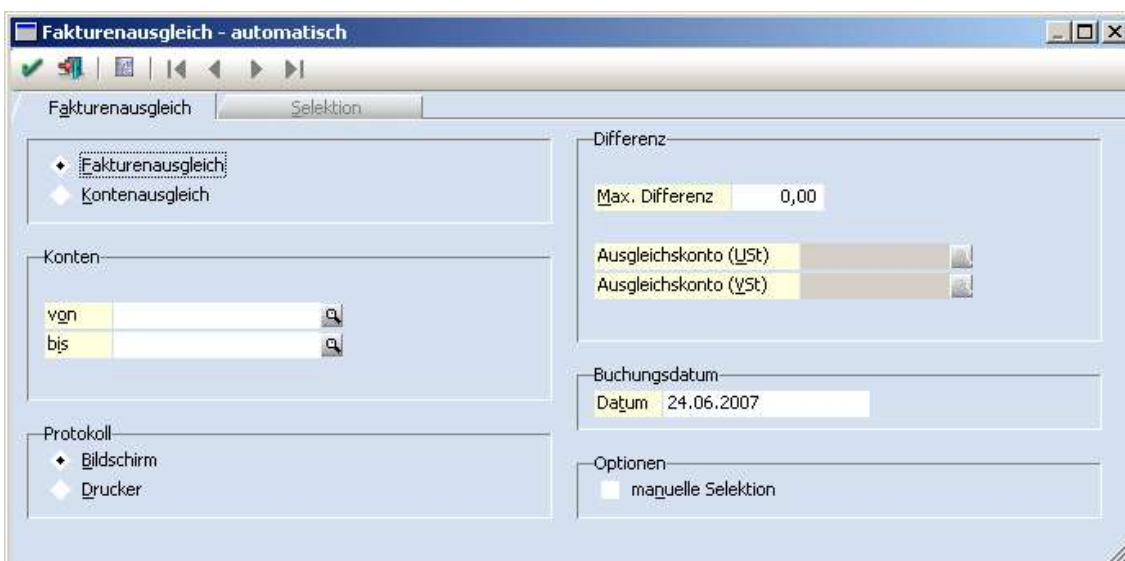 Fakturenausgleich - automatisch
Fakturenausgleich
Selektion
Fakturenausgleich
Kontenausgleich
Konten
von
bis
Protokoll
Bildschirm
Drucker
Differenz
Max. Differenz 0,00
Ausgleichskonto (USt)
Ausgleichskonto (VSt)
Buchungsdatum
Datum 24.06.2007
Optionen
manuelle Selektion